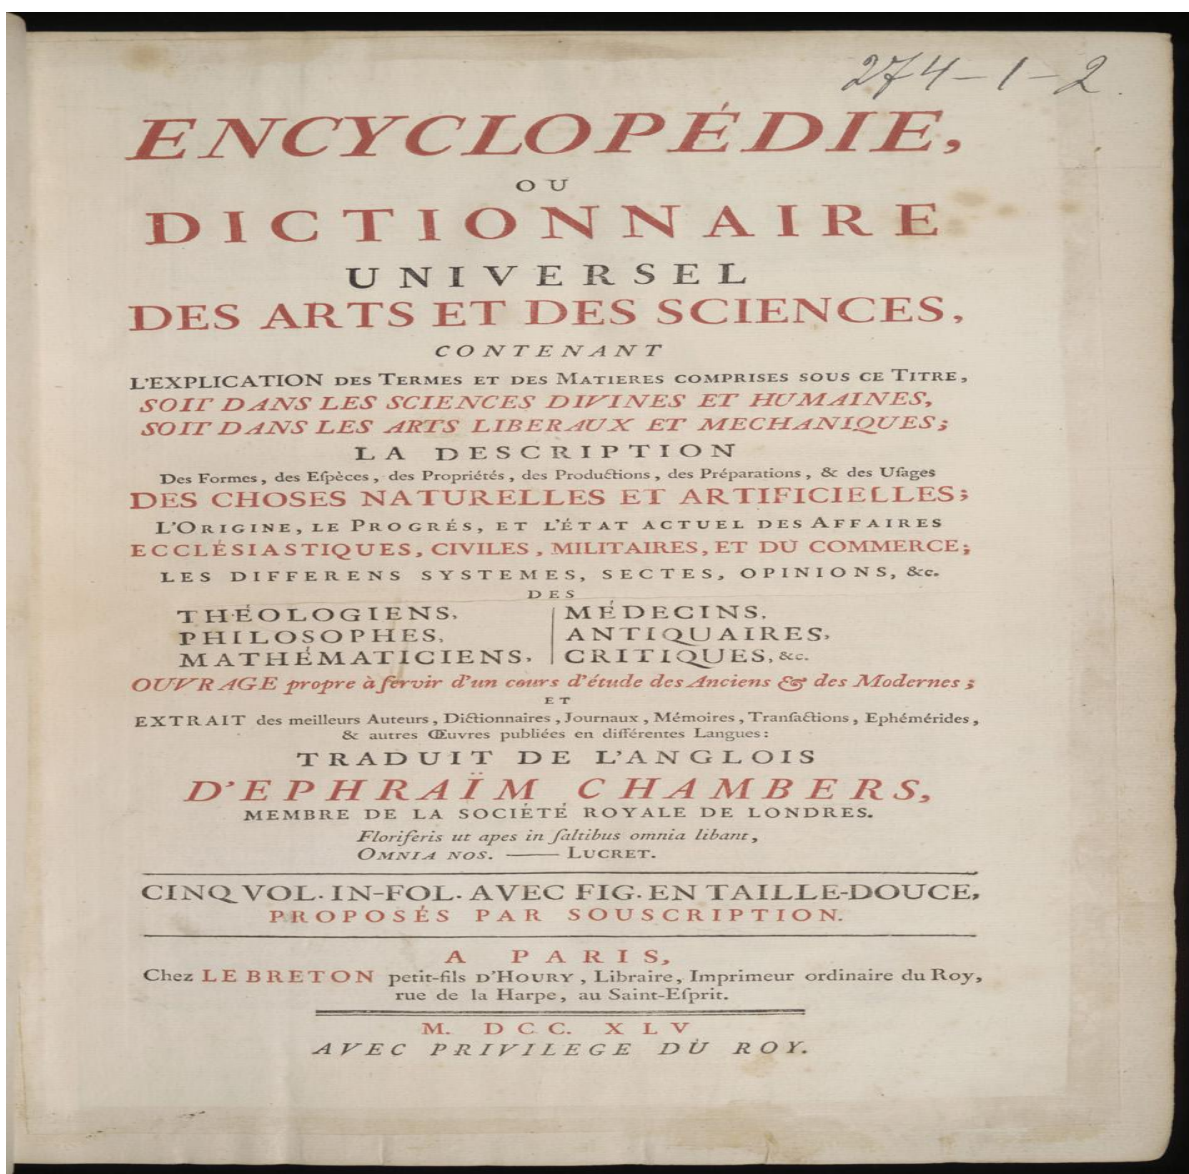 274-1-2.
ENCYCLOPÉDIE,
OU
DICTIONNAIRE
UNIVERSEL
DES ARTS ET DES SCIENCES,
CONTENANT
L'EXPLICATION DES TERMES ET DES MATIERES COMPRISES SOUS CE TITRE,
SOIT DANS LES SCIENCES DIVINES ET HUMAINES,
SOIT DANS LES ARTS LIBERAUX ET MECHANIQUES;
LA DESCRIPTION
Des Formes, des Eſpèces, des Propriétés, des Productions, des Préparations, & des Uſages
DES CHOSES NATURELLES ET ARTIFICIELLES;
L'ORIGINE, LE PROGRÉS, ET L'ÉTAT ACTUEL DES AFFAIRES
ECCLÉSIASTIQUES, CIVILES, MILITAIRES, ET DU COMMERCE;
LES DIFFERENS SYSTEMES, SECTES, OPINIONS, &c.
DES
THÉOLOGIENS,
PHILOSOPHES,
MATHÉMATICIENS,
MÉDECINS,
ANTIQUAIRES,
CRITIQUES, &c.
OUVRAGE propre à ſervir d'un cours d'étude des Anciens & des Modernes;
ET
EXTRAIT des meilleurs Auteurs, Dictionnaires, Journaux, Mémoires, Tranſactions, Ephémérides,
& autres Œuvres publiées en différentes Langues:
TRADUIT DE L'ANGLOIS
D'EPHRAÏM CHAMBERS,
MEMBRE DE LA SOCIÉTÉ ROYALE DE LONDRES.
Floriferis ut apes in ſaltibus omnia libant,
OMNIA NOS. —— LUCRET.
CINQ VOL. IN-FOL. AVEC FIG. EN TAILLE-DOUCE,
PROPOSÉS PAR SOUSCRIPTION.
A PARIS,
Chez LE BRETON petit-fils D'HOURY, Libraire, Imprimeur ordinaire du Roy,
rue de la Harpe, au Saint-Eſprit.
M. DCC. XLV
AVEC PRIVILEGE DU ROY.